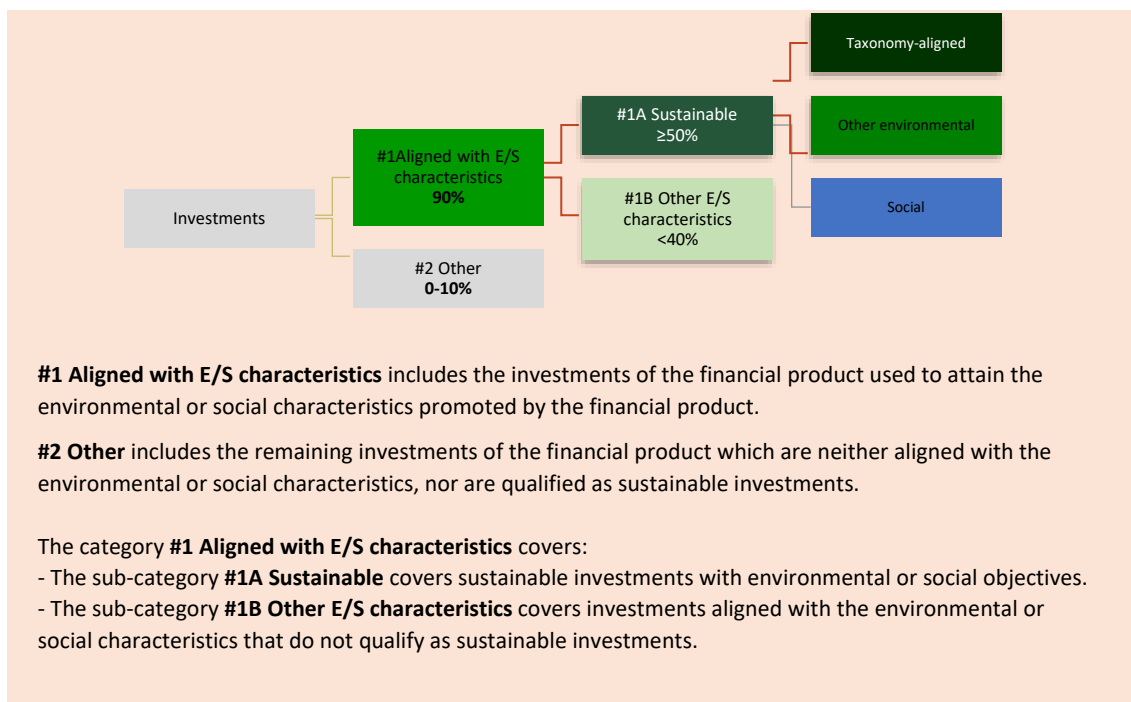 Taxonomy-aligned
#1A Sustainable
≥50%
Other environmental
#1Aligned with E/S
characteristics
90%
#1B Other E/S
characteristics
<40%
Social
Investments
#2 Other
0-10%
#1 Aligned with E/S characteristics includes the investments of the financial product used to attain the
environmental or social characteristics promoted by the financial product.
#2 Other includes the remaining investments of the financial product which are neither aligned with the
environmental or social characteristics, nor are qualified as sustainable investments.
The category #1 Aligned with E/S characteristics covers:
- The sub-category #1A Sustainable covers sustainable investments with environmental or social objectives.
- The sub-category #1B Other E/S characteristics covers investments aligned with the environmental or
social characteristics that do not qualify as sustainable investments.